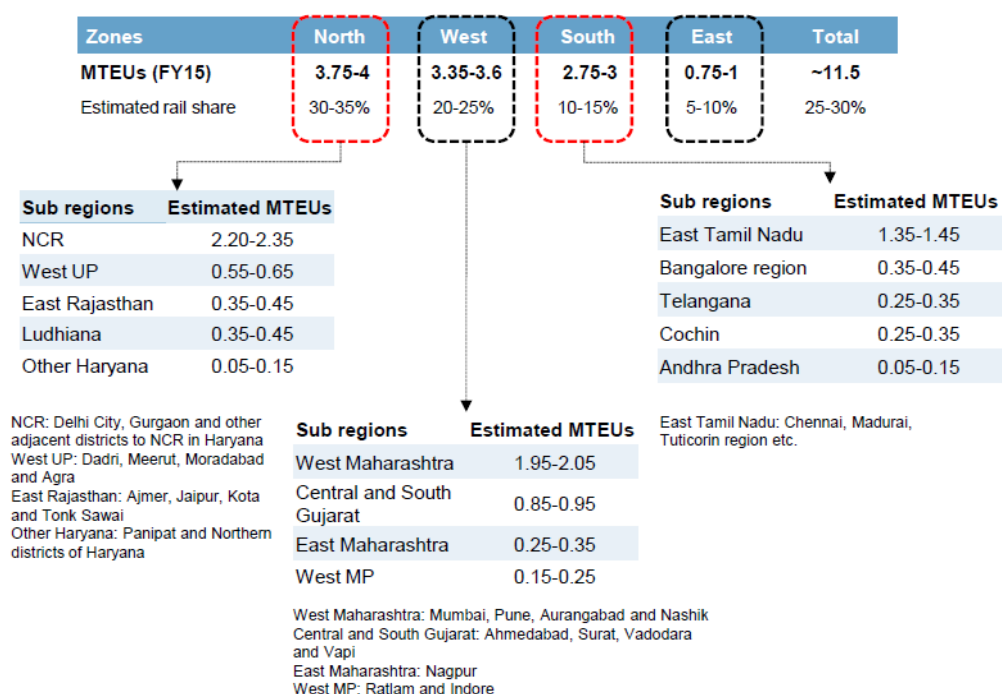 Zones North West South East Total
MTEUs (FY15) 3.75-4 3.35-3.6 2.75-3 0.75-1 ~11.5
Estimated rail share 30-35% 20-25% 10-15% 5-10% 25-30%
Sub regions Estimated MTEUs
NCR 2.20-2.35
West UP 0.55-0.65
East Rajasthan 0.35-0.45
Ludhiana 0.35-0.45
Other Haryana 0.05-0.15
NCR: Delhi City, Gurgaon and other
adjacent districts to NCR in Haryana
West UP: Dadri, Meerut, Moradabad
and Agra
East Rajasthan: Ajmer, Jaipur, Kota
and Tonk Sawai
Other Haryana: Panipat and Northern
districts of Haryana
Sub regions Estimated MTEUs
West Maharashtra 1.95-2.05
Central and South
Gujarat 0.85-0.95
East Maharashtra 0.25-0.35
West MP 0.15-0.25
West Maharashtra: Mumbai, Pune, Aurangabad and Nashik
Central and South Gujarat: Ahmedabad, Surat, Vadodara
and Vapi
East Maharashtra: Nagpur
West MP: Ratlam and Indore
Sub regions Estimated MTEUs
East Tamil Nadu 1.35-1.45
Bangalore region 0.35-0.45
Telangana 0.25-0.35
Cochin 0.25-0.35
Andhra Pradesh 0.05-0.15
East Tamil Nadu: Chennai, Madurai,
Tuticorin region etc.